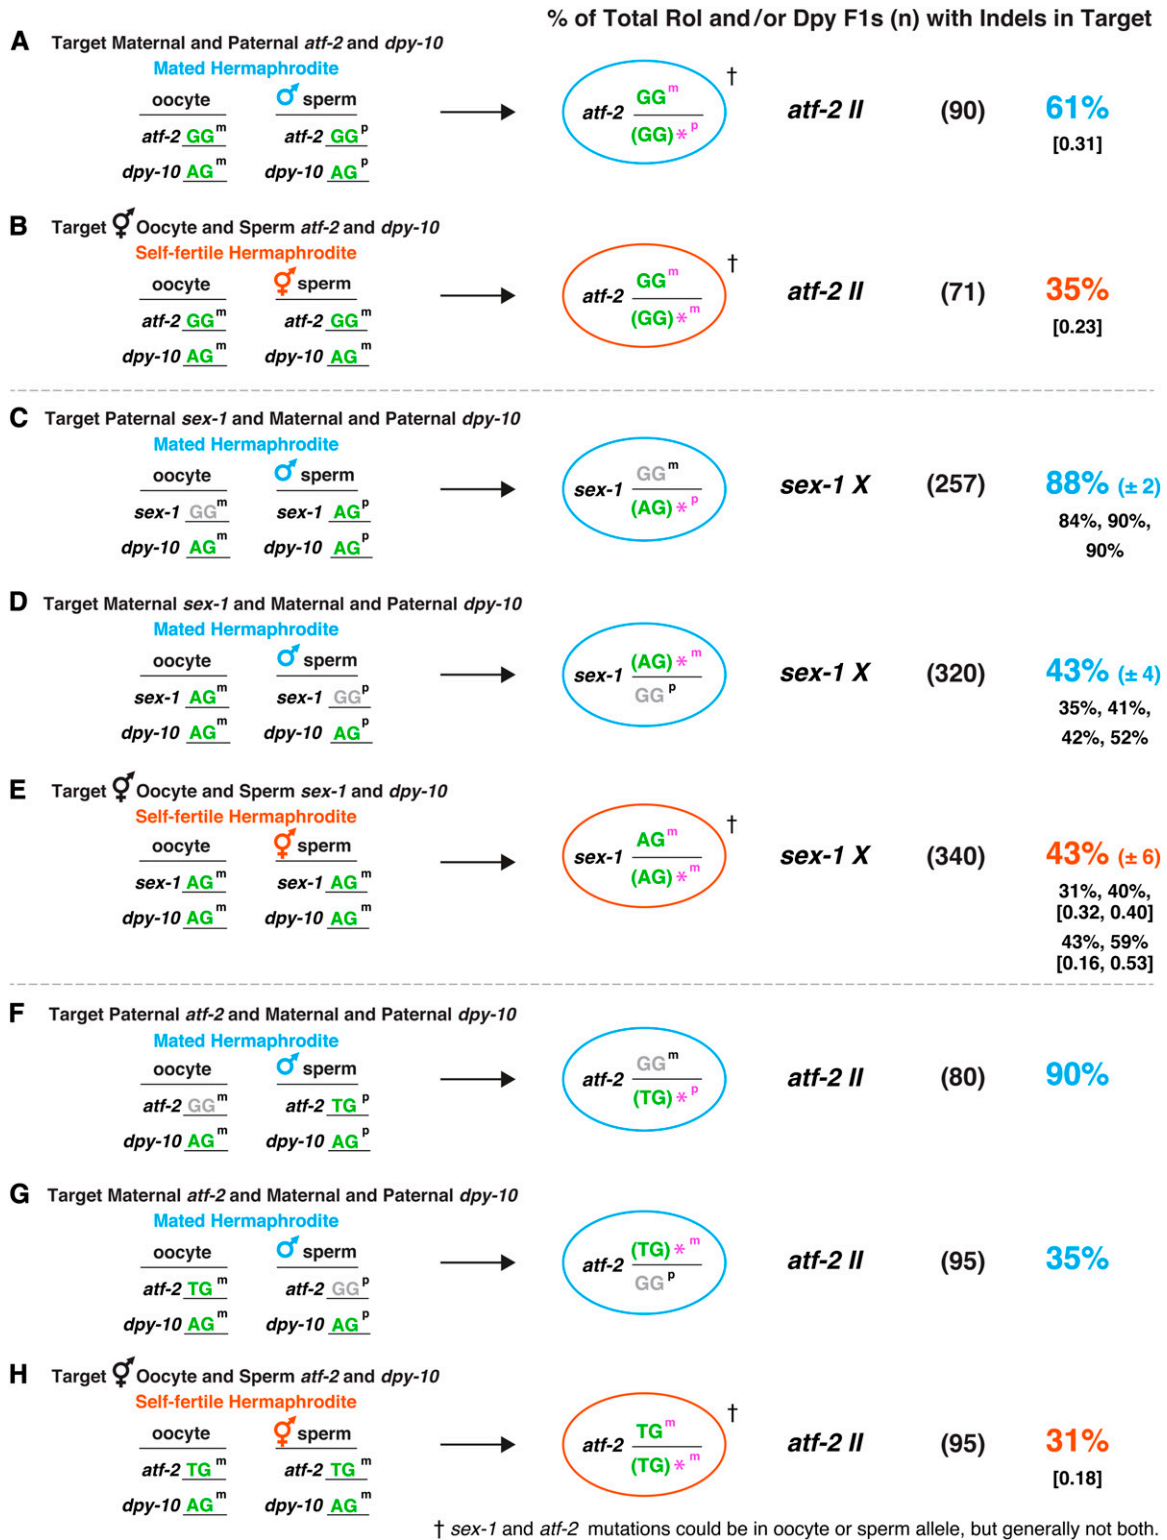 % of Total Rol and/or Dpy F1s (n) with Indels in Target
A Target Maternal and Paternal atf-2 and dpy-10
Mated Hermaphrodite
oocyte ♂ sperm
atf-2 GG m atf-2 GG p
dpy-10 AG m dpy-10 AG p
atf-2 GG m
(GG) * p
†
atf-2 II (90) 61%
[0.31]
B Target ⚥ Oocyte and Sperm atf-2 and dpy-10
Self-fertile Hermaphrodite
oocyte ⚥ sperm
atf-2 GG m atf-2 GG m
dpy-10 AG m dpy-10 AG m
atf-2 GG m
(GG) * m
†
atf-2 II (71) 35%
[0.23]
C Target Paternal sex-1 and Maternal and Paternal dpy-10
Mated Hermaphrodite
oocyte ♂ sperm
sex-1 GG m sex-1 AG p
dpy-10 AG m dpy-10 AG p
sex-1 GG m
(AG) * p
sex-1 X (257) 88% (± 2)
84%, 90%,
90%
D Target Maternal sex-1 and Maternal and Paternal dpy-10
Mated Hermaphrodite
oocyte ♂ sperm
sex-1 AG m sex-1 GG p
dpy-10 AG m dpy-10 AG p
sex-1 (AG) * m
GG p
sex-1 X (320) 43% (± 4)
35%, 41%,
42%, 52%
E Target ⚥ Oocyte and Sperm sex-1 and dpy-10
Self-fertile Hermaphrodite
oocyte ⚥ sperm
sex-1 AG m sex-1 AG m
dpy-10 AG m dpy-10 AG m
sex-1 AG m
(AG) * m
†
sex-1 X (340) 43% (± 6)
31%, 40%,
[0.32, 0.40]
43%, 59%
[0.16, 0.53]
F Target Paternal atf-2 and Maternal and Paternal dpy-10
Mated Hermaphrodite
oocyte ♂ sperm
atf-2 GG m atf-2 TG p
dpy-10 AG m dpy-10 AG p
atf-2 GG m
(TG) * p
atf-2 II (80) 90%
G Target Maternal atf-2 and Maternal and Paternal dpy-10
Mated Hermaphrodite
oocyte ♂ sperm
atf-2 TG m atf-2 GG p
dpy-10 AG m dpy-10 AG p
atf-2 (TG) * m
GG p
atf-2 II (95) 35%
H Target ⚥ Oocyte and Sperm atf-2 and dpy-10
Self-fertile Hermaphrodite
oocyte ⚥ sperm
atf-2 TG m atf-2 TG m
dpy-10 AG m dpy-10 AG m
atf-2 TG m
(TG) * m
†
atf-2 II (95) 31%
[0.18]
† sex-1 and atf-2 mutations could be in oocyte or sperm allele, but generally not both.